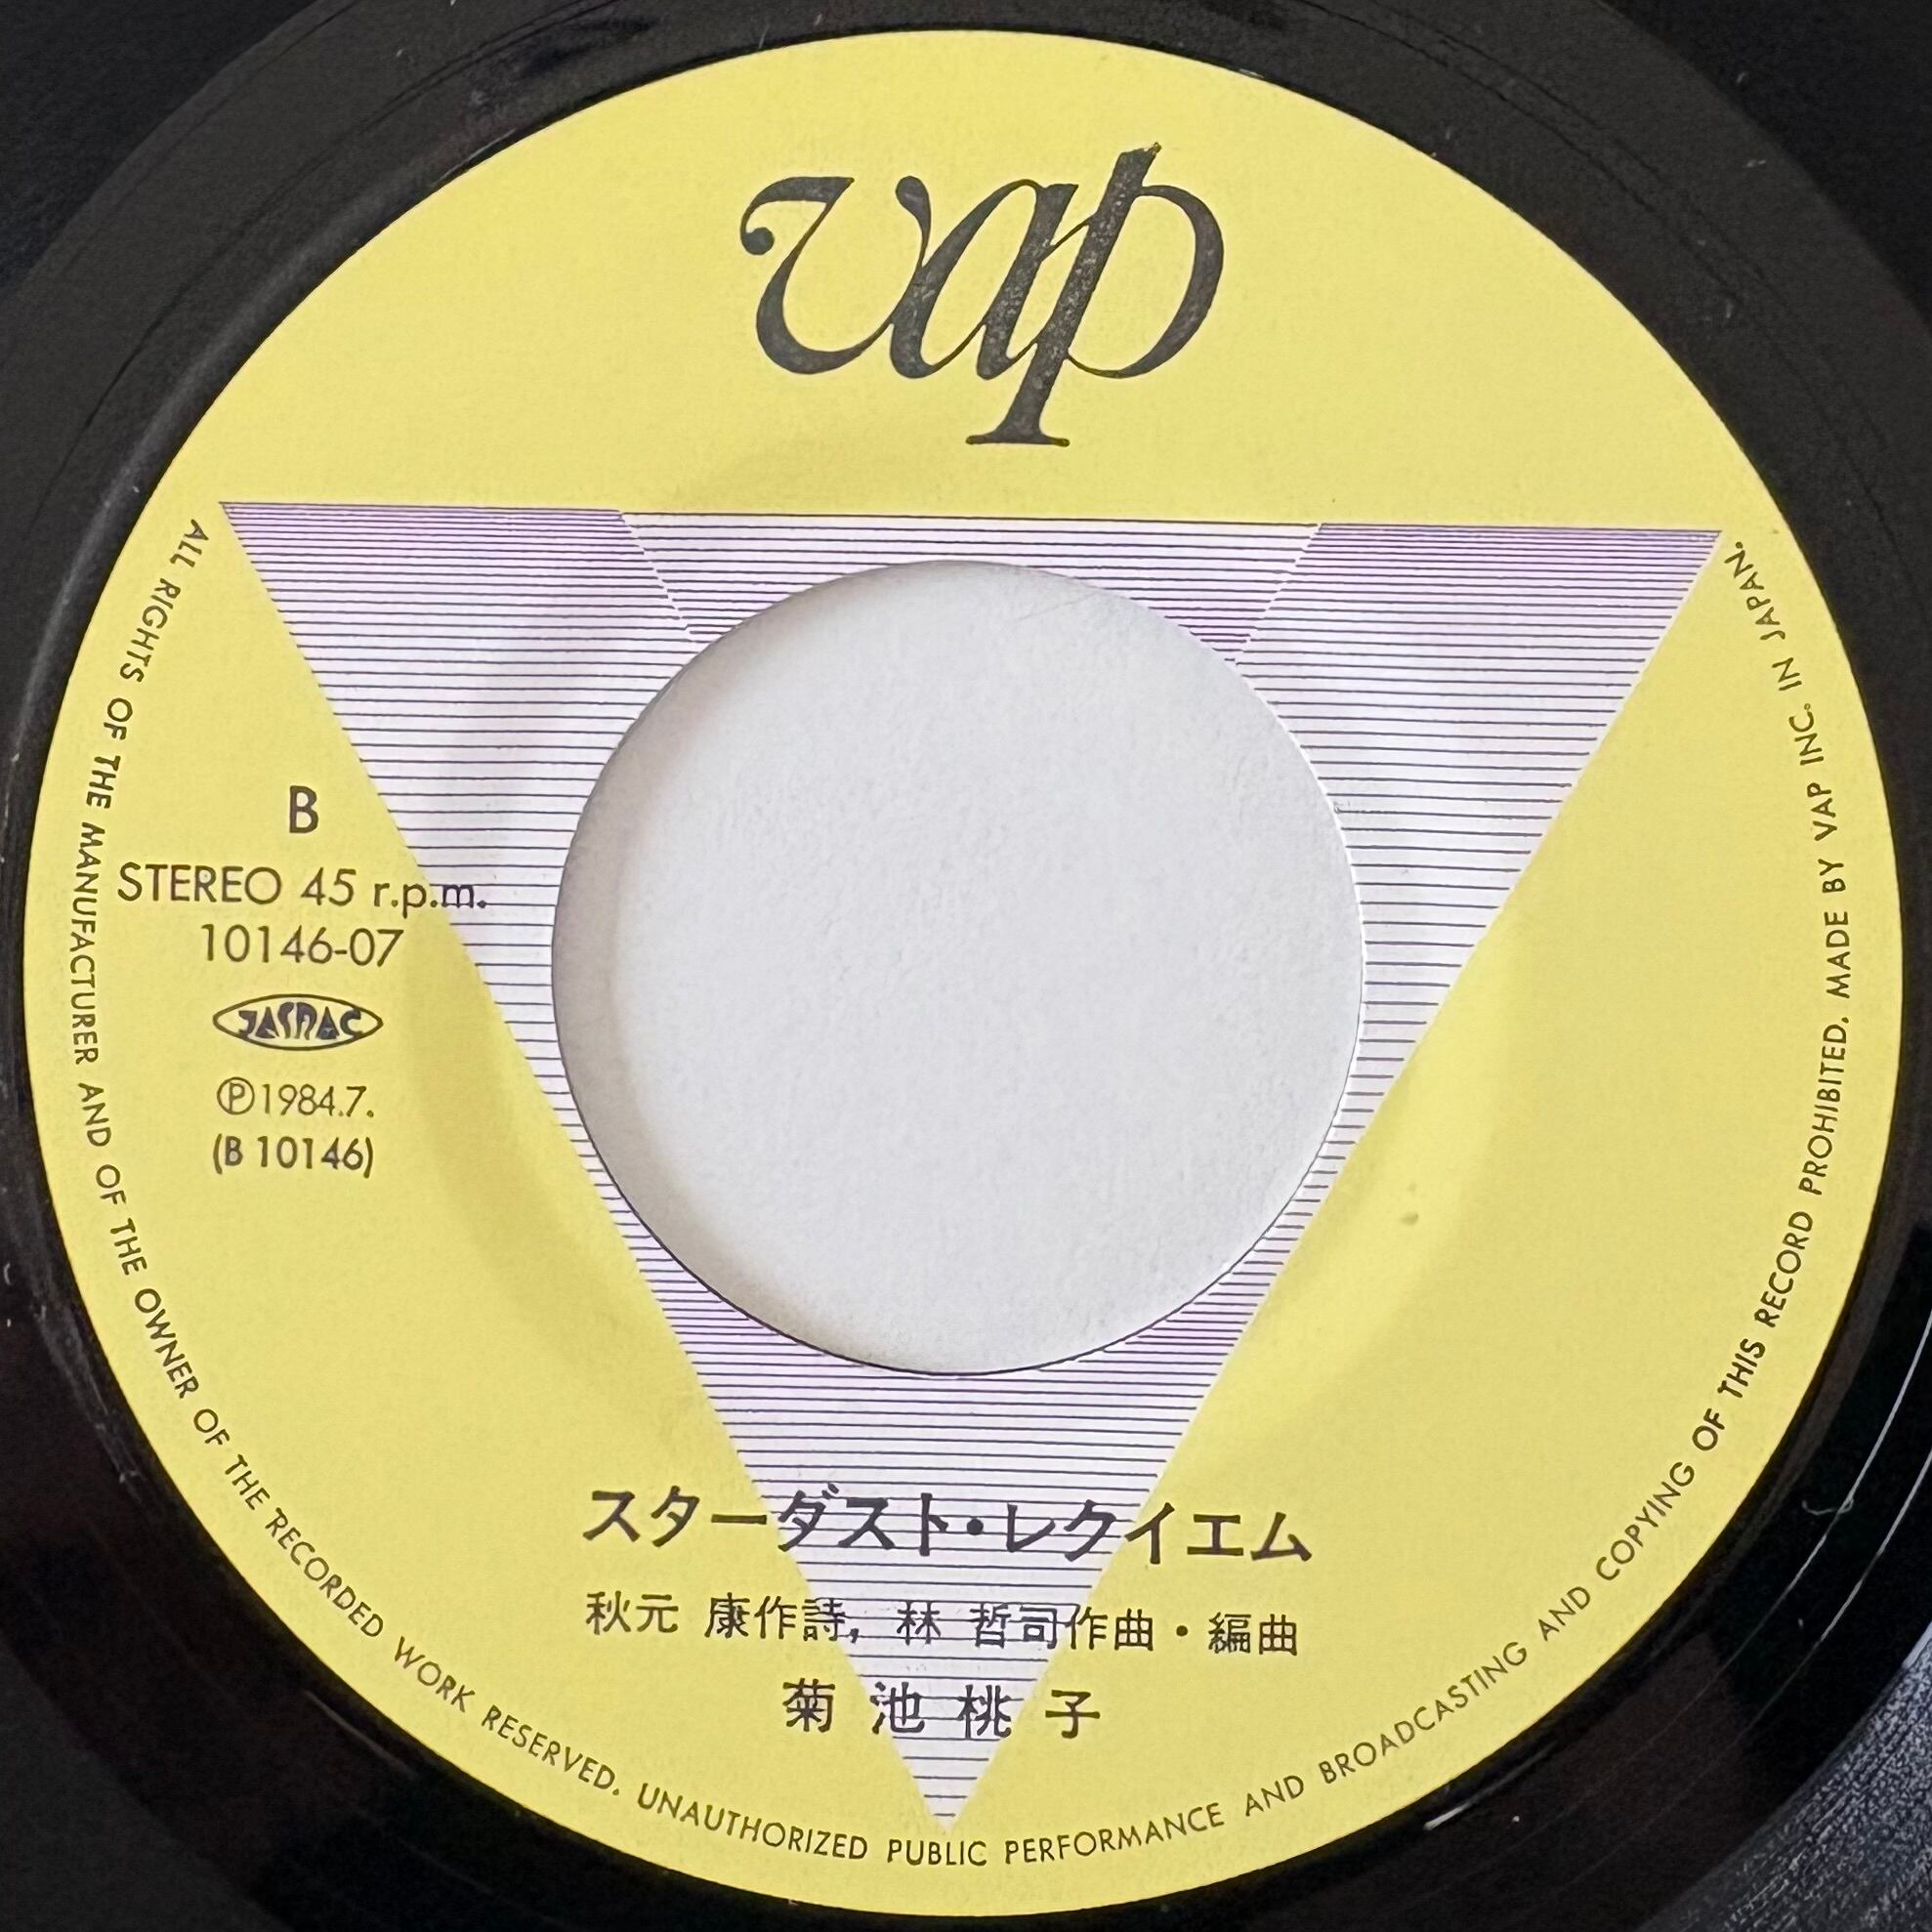 vap
B
STEREO 45 r.p.m.
10146-07
JASRAC
Ⓟ1984.7.
(B 10146)
スターダスト・レクイエム
秋元 康作詩, 林 哲司作曲・編曲
菊池桃子
ALL RIGHTS OF THE MANUFACTURER AND OF THE OWNER OF THE RECORDED WORK RESERVED. UNAUTHORIZED PUBLIC PERFORMANCE AND BROADCASTING AND COPYING OF THIS RECORD PROHIBITED. MADE BY VAP INC. IN JAPAN.